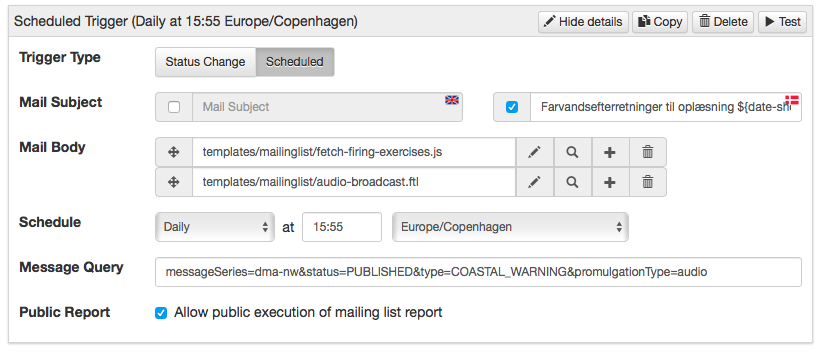 Scheduled Trigger (Daily at 15:55 Europe/Copenhagen) Hide details Copy Delete Test
Trigger Type Status Change Scheduled
Mail Subject Mail Subject Farvandsefterretninger til oplæsning ${date-sho
Mail Body templates/mailinglist/fetch-firing-exercises.js
templates/mailinglist/audio-broadcast.ftl
Schedule Daily at 15:55 Europe/Copenhagen
Message Query messageSeries=dma-nw&status=PUBLISHED&type=COASTAL_WARNING&promulgationType=audio
Public Report Allow public execution of mailing list report